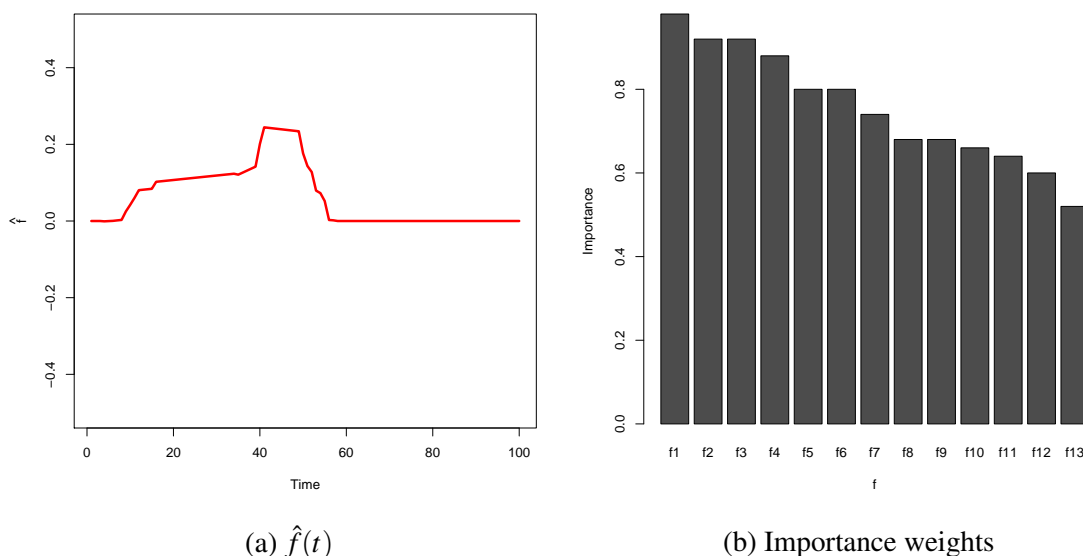 0.4
0.2
0.0
−0.2
−0.4
f̂
0 20 40 60 80 100
Time
(a) f̂(t)
0.8
0.6
0.4
0.2
0.0
Importance
f1 f2 f3 f4 f5 f6 f7 f8 f9 f10 f11 f12 f13
f
(b) Importance weights